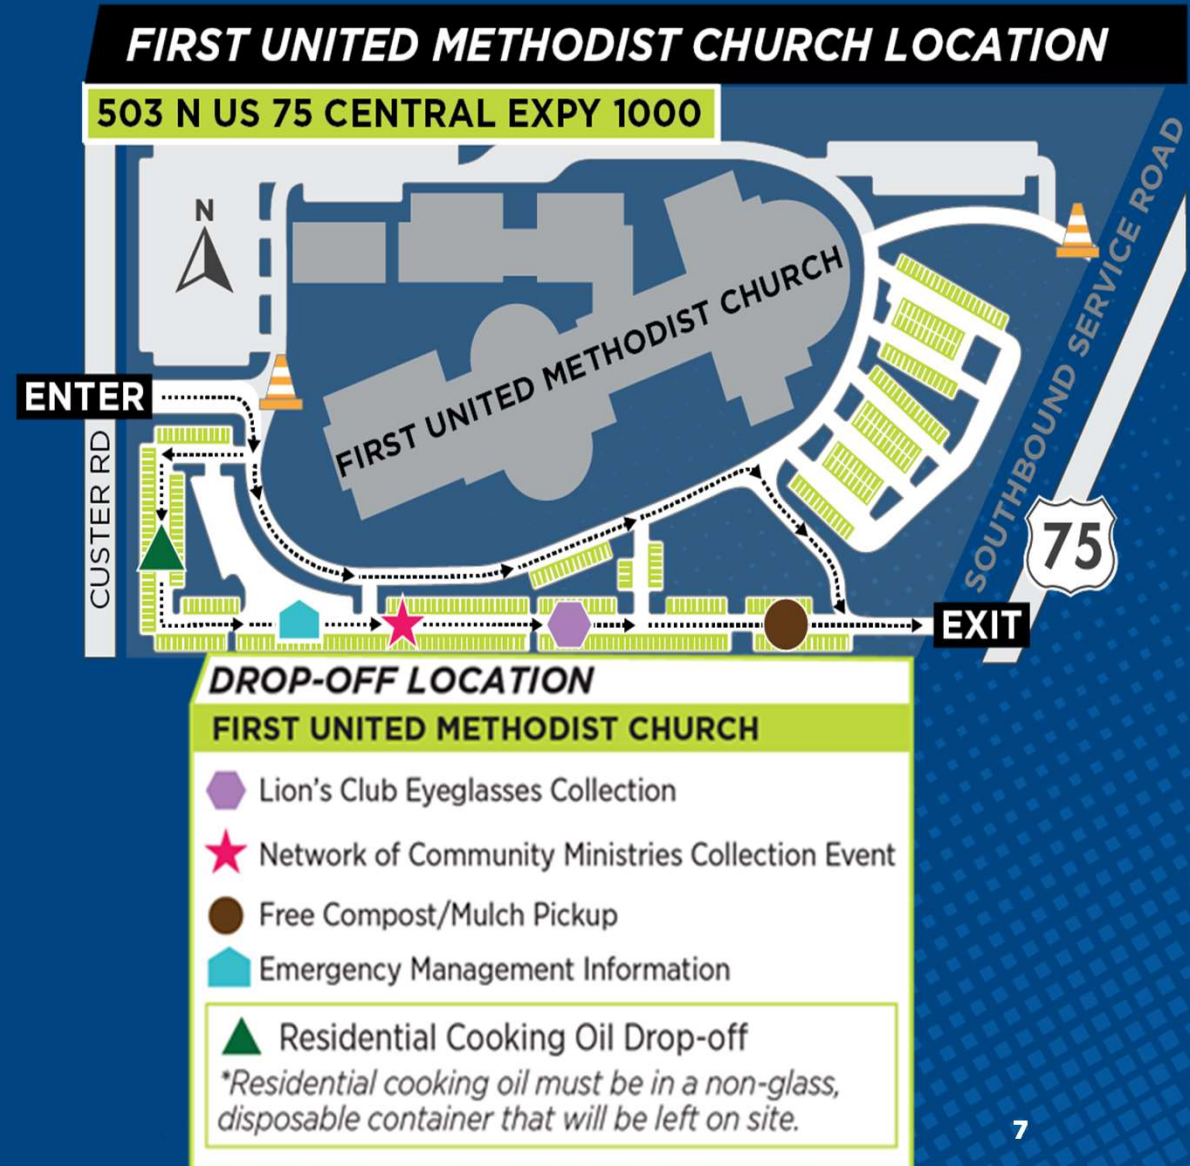 FIRST UNITED METHODIST CHURCH LOCATION
503 N US 75 CENTRAL EXPY 1000
N
FIRST UNITED METHODIST CHURCH
ENTER
CUSTER RD
SOUTHBOUND SERVICE ROAD
75
EXIT
DROP-OFF LOCATION
FIRST UNITED METHODIST CHURCH
Lion's Club Eyeglasses Collection
Network of Community Ministries Collection Event
Free Compost/Mulch Pickup
Emergency Management Information
Residential Cooking Oil Drop-off
*Residential cooking oil must be in a non-glass,
disposable container that will be left on site.
7